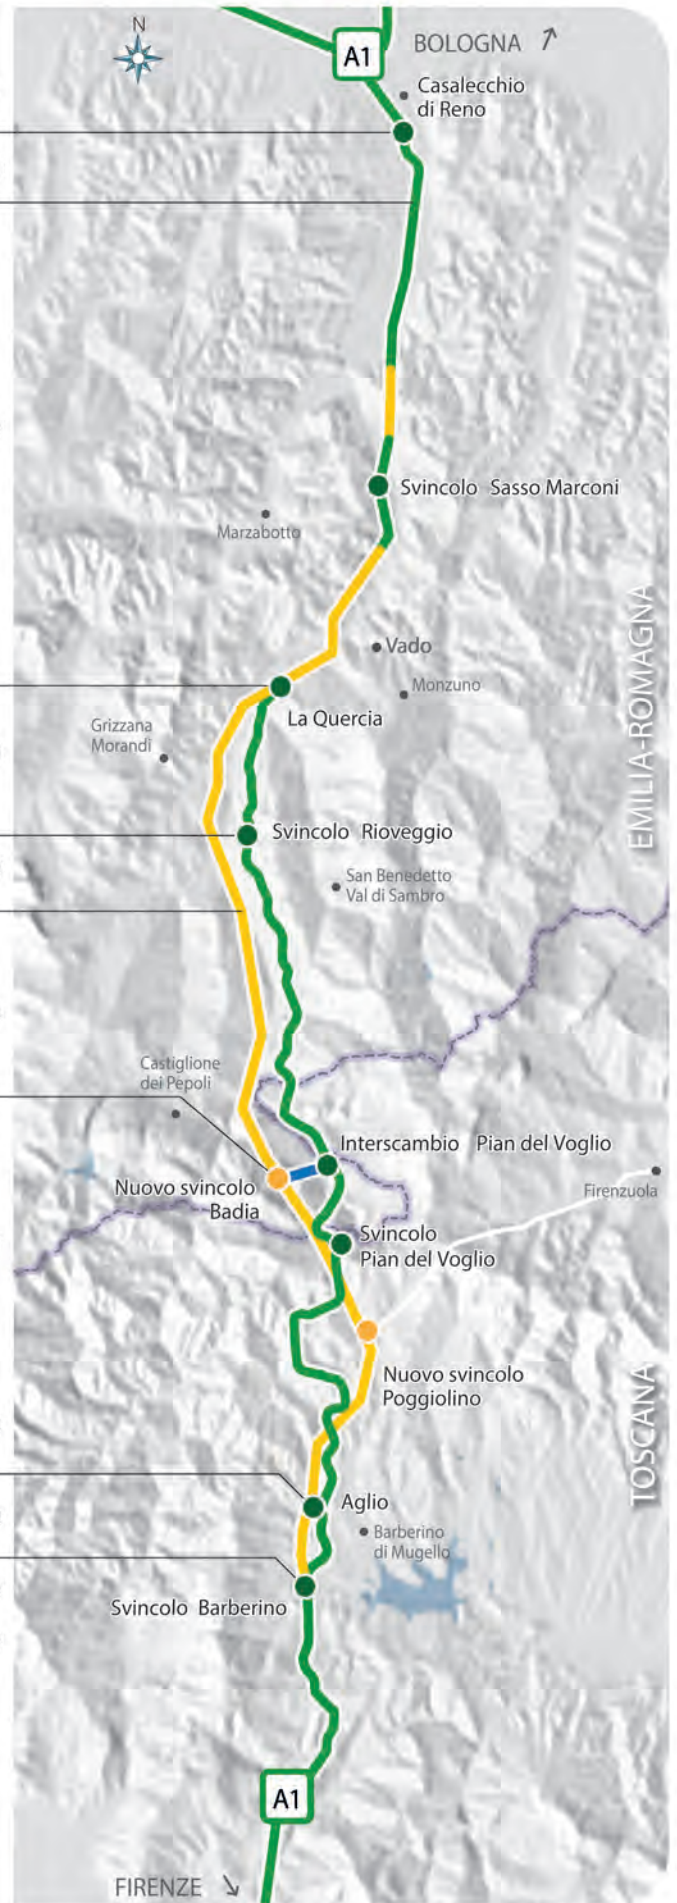 N
A1
BOLOGNA
Casalecchio
di Reno
Svincolo Sasso Marconi
Marzabotto
Vado
Monzuno
La Quercia
Grizzana
Morandi
EMILIA-ROMAGNA
Svincolo Rioveggio
San Benedetto
Val di Sambro
Castiglione
dei Pepoli
Interscambio Pian del Voglio
Nuovo svincolo
Badia
Firenzuola
Svincolo
Pian del Voglio
Nuovo svincolo
Poggiolino
TOSCANA
Aglio
Barberino
di Mugello
Svincolo Barberino
A1
FIRENZE